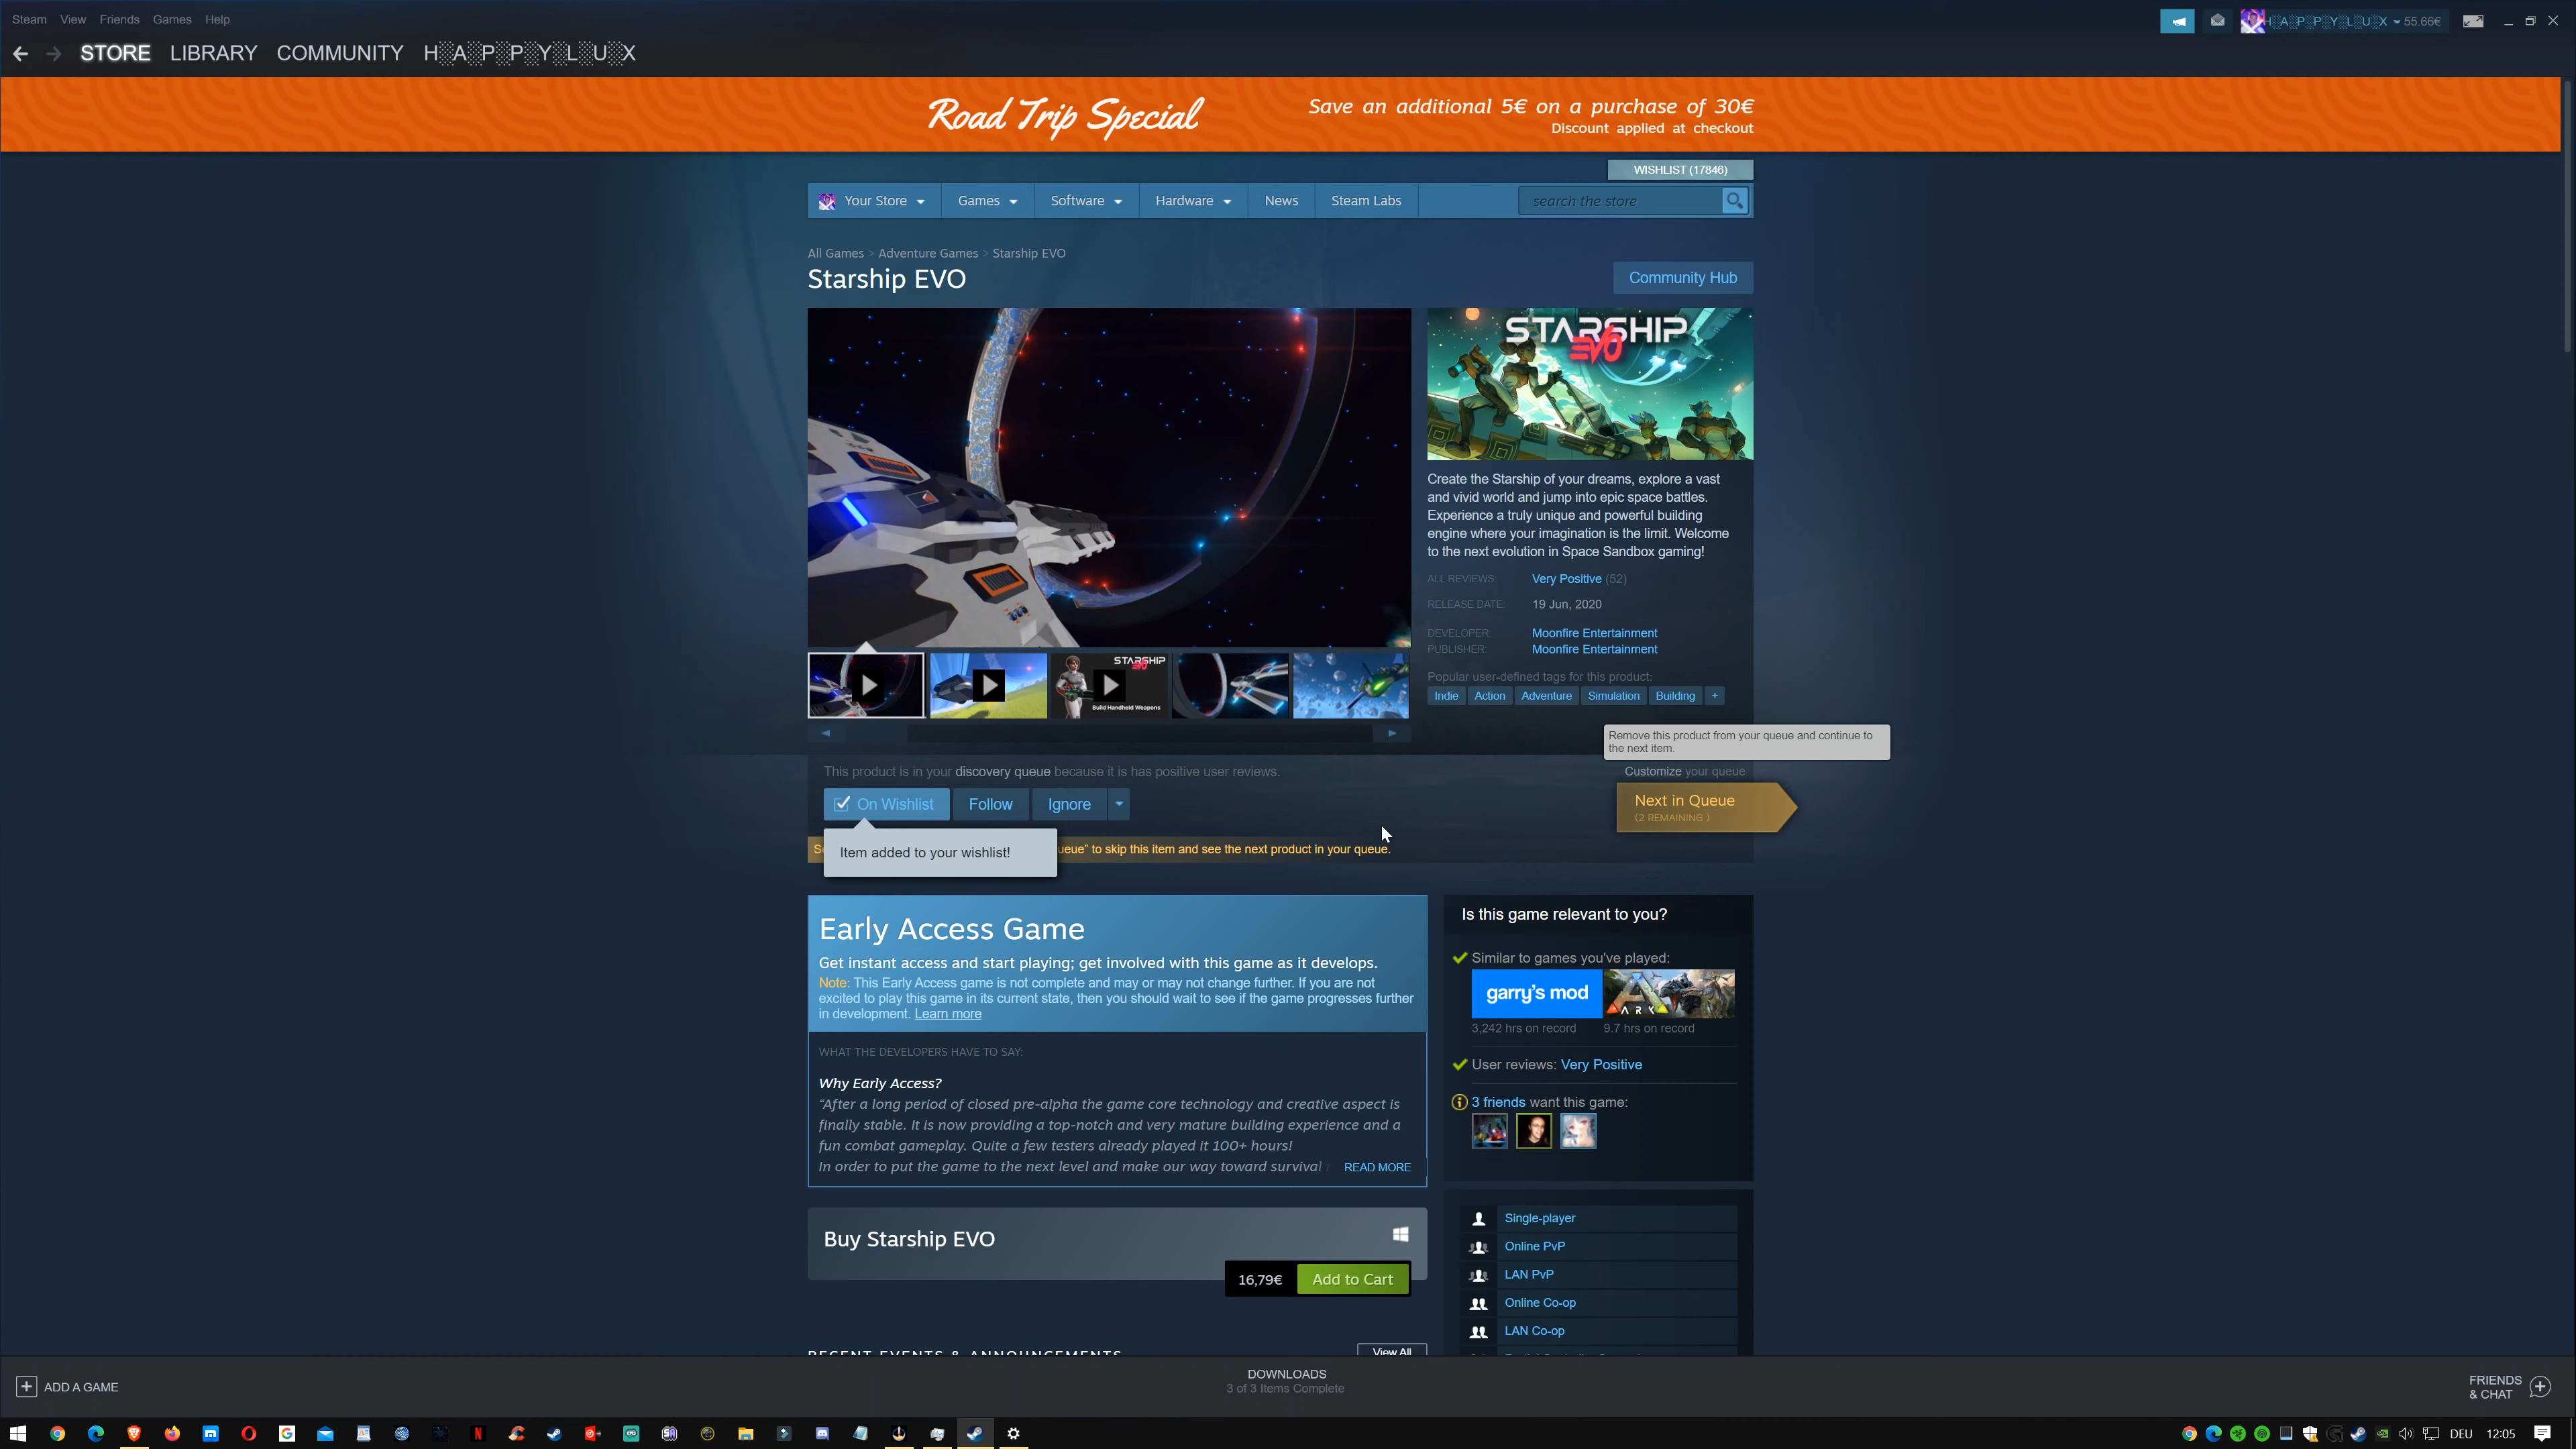 Steam View Friends Games Help
H░A░P░P░Y░L░U░X 55.66€
STORE LIBRARY COMMUNITY H░A░P░P░Y░L░U░X
Road Trip Special
Save an additional 5€ on a purchase of 30€
Discount applied at checkout
WISHLIST (17846)
Your Store Games Software Hardware News Steam Labs search the store
All Games > Adventure Games > Starship EVO
Starship EVO
Community Hub
STARSHIP
EVO
Create the Starship of your dreams, explore a vast
and vivid world and jump into epic space battles.
Experience a truly unique and powerful building
engine where your imagination is the limit. Welcome
to the next evolution in Space Sandbox gaming!
ALL REVIEWS: Very Positive (52)
RELEASE DATE: 19 Jun, 2020
DEVELOPER: Moonfire Entertainment
PUBLISHER: Moonfire Entertainment
Popular user-defined tags for this product:
Indie Action Adventure Simulation Building +
STARSHIP
EVO
Build Handheld Weapons
Remove this product from your queue and continue to
the next item.
This product is in your discovery queue because it is has positive user reviews.
Customize your queue
On Wishlist Follow Ignore
Next in Queue
(2 REMAINING )
Item added to your wishlist!
ueue” to skip this item and see the next product in your queue.
Early Access Game
Get instant access and start playing; get involved with this game as it develops.
Note: This Early Access game is not complete and may or may not change further. If you are not
excited to play this game in its current state, then you should wait to see if the game progresses further
in development. Learn more
WHAT THE DEVELOPERS HAVE TO SAY:
Why Early Access?
“After a long period of closed pre-alpha the game core technology and creative aspect is
finally stable. It is now providing a top-notch and very mature building experience and a
fun combat gameplay. Quite a few testers already played it 100+ hours!
In order to put the game to the next level and make our way toward survival
READ MORE
Is this game relevant to you?
Similar to games you've played:
garry's mod
ARK
3,242 hrs on record 9.7 hrs on record
User reviews: Very Positive
3 friends want this game:
Buy Starship EVO
16,79€ Add to Cart
Single-player
Online PvP
LAN PvP
Online Co-op
LAN Co-op
RECENT EVENTS & ANNOUNCEMENTS
View All
ADD A GAME
DOWNLOADS
3 of 3 Items Complete
FRIENDS
& CHAT
DEU 12:05